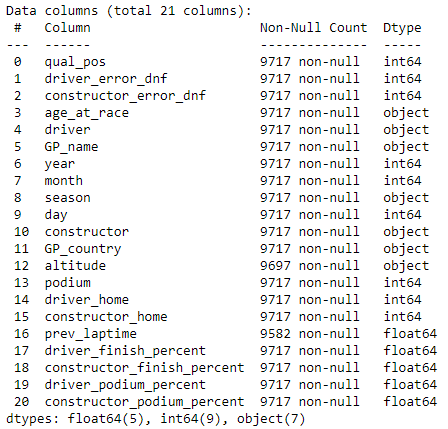 Data columns (total 21 columns):
 #   Column                      Non-Null Count  Dtype
---  ------                      --------------  -----
 0   qual_pos                    9717 non-null   int64
 1   driver_error_dnf            9717 non-null   int64
 2   constructor_error_dnf       9717 non-null   int64
 3   age_at_race                 9717 non-null   object
 4   driver                      9717 non-null   object
 5   GP_name                     9717 non-null   object
 6   year                        9717 non-null   int64
 7   month                       9717 non-null   int64
 8   season                      9717 non-null   object
 9   day                         9717 non-null   int64
 10  constructor                 9717 non-null   object
 11  GP_country                  9717 non-null   object
 12  altitude                    9697 non-null   object
 13  podium                      9717 non-null   int64
 14  driver_home                 9717 non-null   int64
 15  constructor_home            9717 non-null   int64
 16  prev_laptime                9582 non-null   float64
 17  driver_finish_percent       9717 non-null   float64
 18  constructor_finish_percent  9717 non-null   float64
 19  driver_podium_percent       9717 non-null   float64
 20  constructor_podium_percent  9717 non-null   float64
dtypes: float64(5), int64(9), object(7)